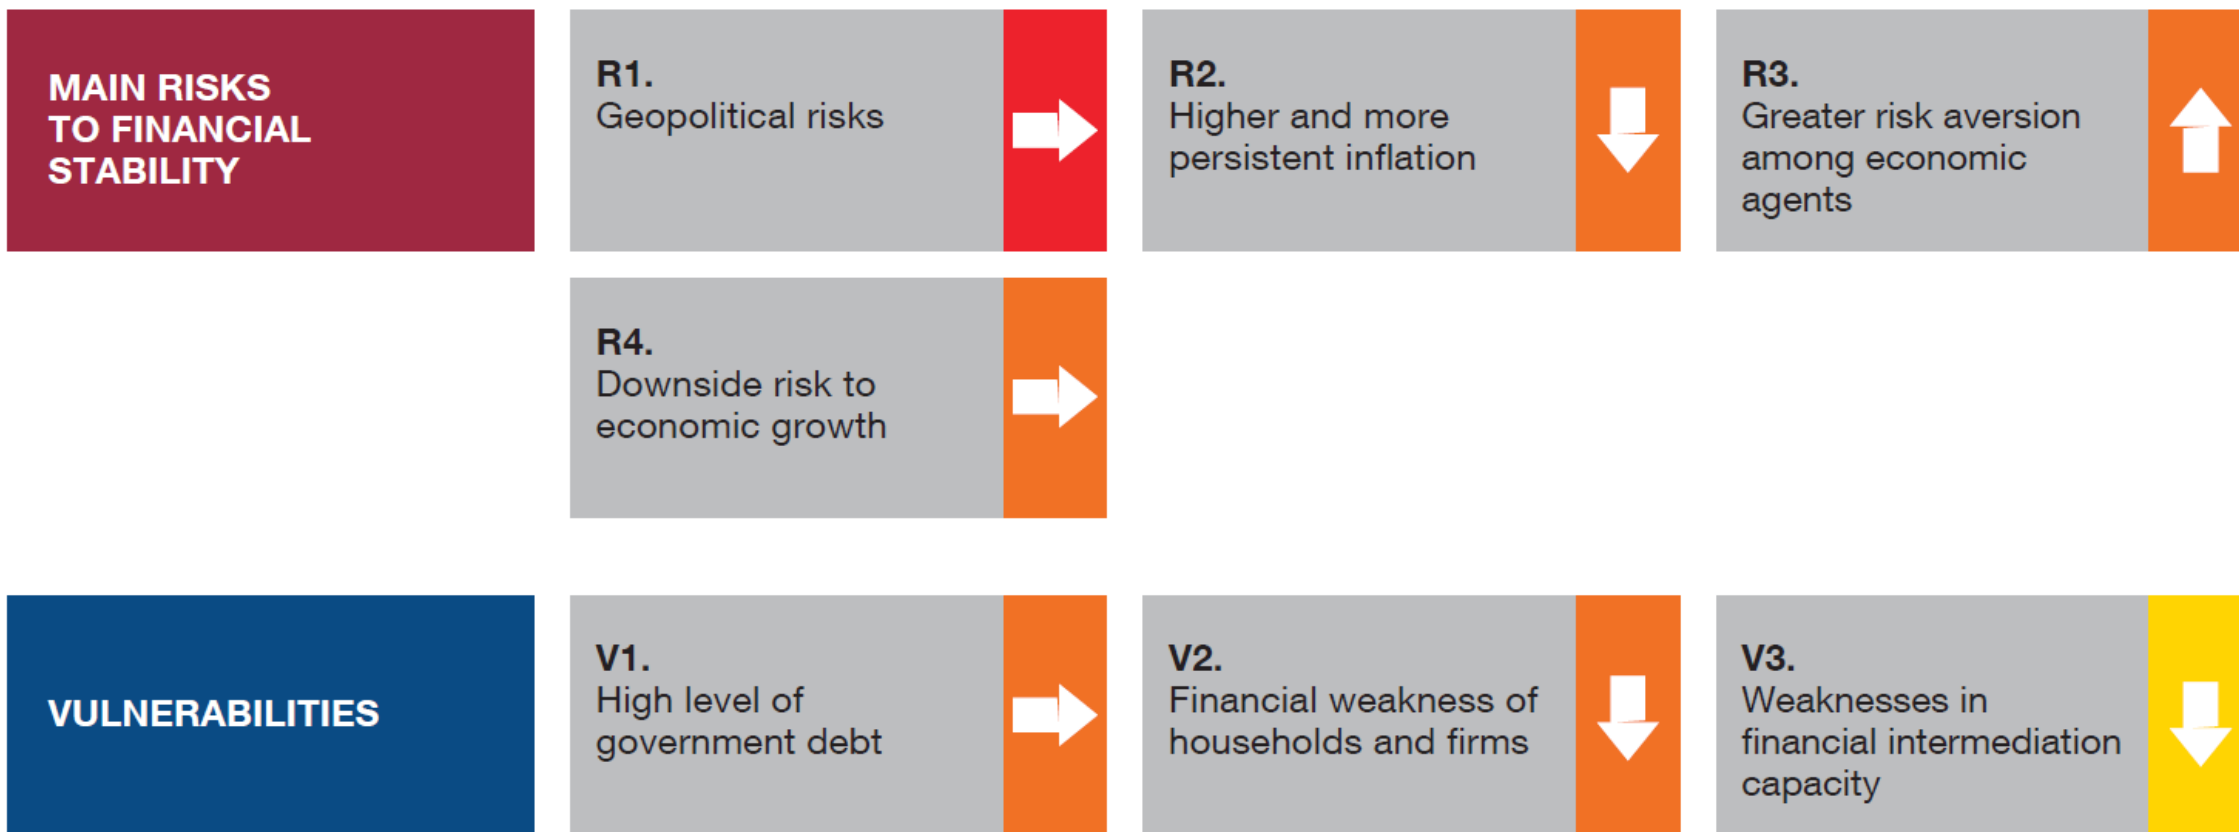 MAIN RISKS
TO FINANCIAL
STABILITY
R1.
Geopolitical risks
R2.
Higher and more
persistent inflation
R3.
Greater risk aversion
among economic
agents
R4.
Downside risk to
economic growth
VULNERABILITIES
V1.
High level of
government debt
V2.
Financial weakness of
households and firms
V3.
Weaknesses in
financial intermediation
capacity